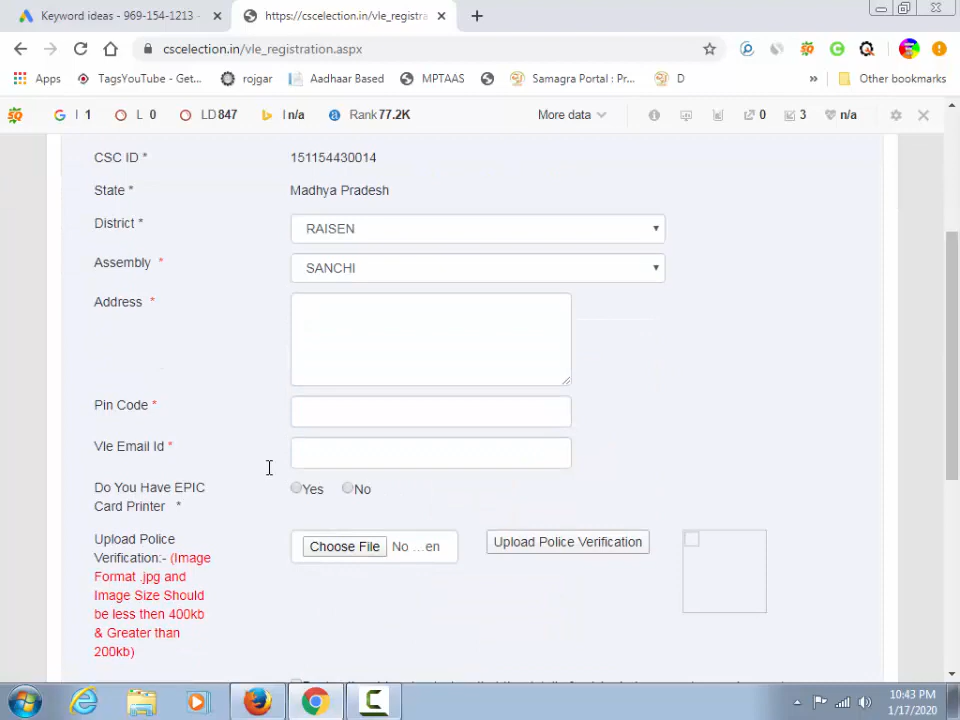 Keyword ideas - 969-154-1213 -
https://cscelection.in/vle_registra
cscelection.in/vle_registration.aspx
Apps
TagsYouTube - Get...
rojgar
Aadhaar Based
MPTAAS
Samagra Portal : Pr...
D
»
Other bookmarks
I 1
L 0
LD 847
I n/a
Rank 77.2K
More data
0
3
n/a
CSC ID * 151154430014
State * Madhya Pradesh
District * RAISEN
Assembly * SANCHI
Address *
Pin Code *
Vle Email Id *
Do You Have EPIC
Card Printer *
Yes No
Upload Police
Verification:- (Image
Format .jpg and
Image Size Should
be less then 400kb
& Greater than
200kb)
Choose File No ...en
Upload Police Verification
10:43 PM
1/17/2020